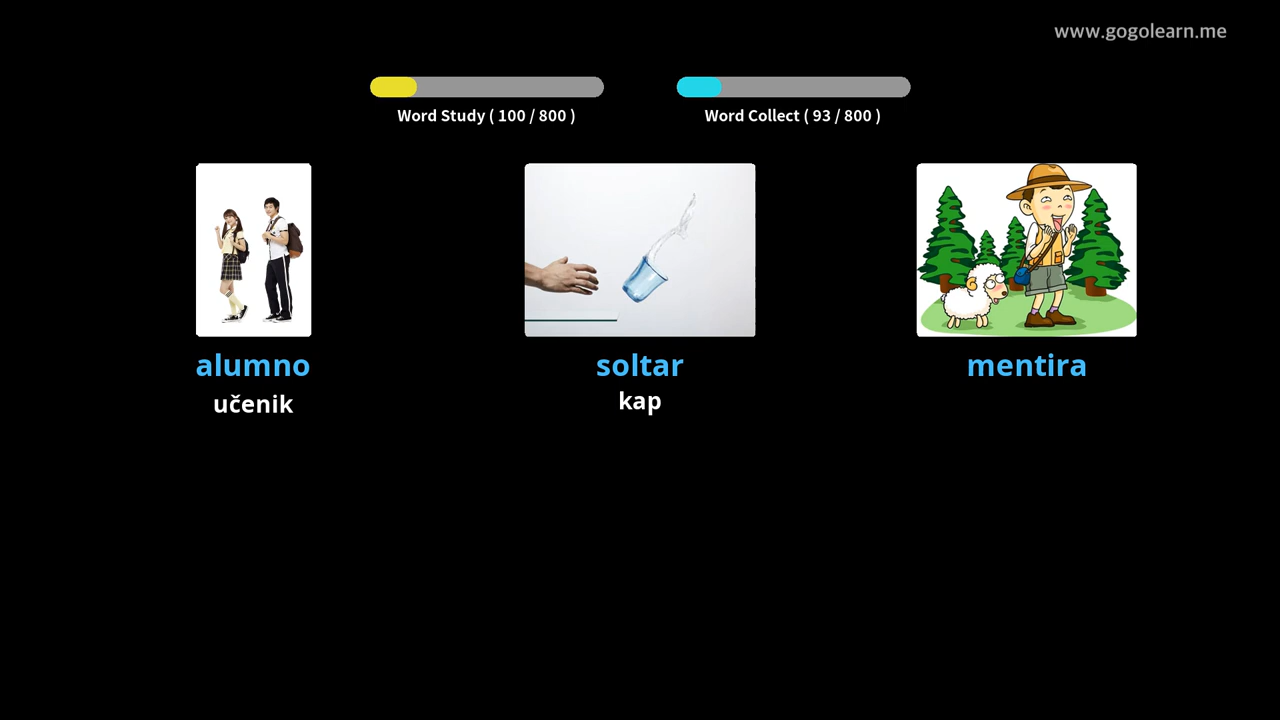 www.gogolearn.me
Word Study ( 100 / 800 )
Word Collect ( 93 / 800 )
alumno
učenik
soltar
kap
mentira